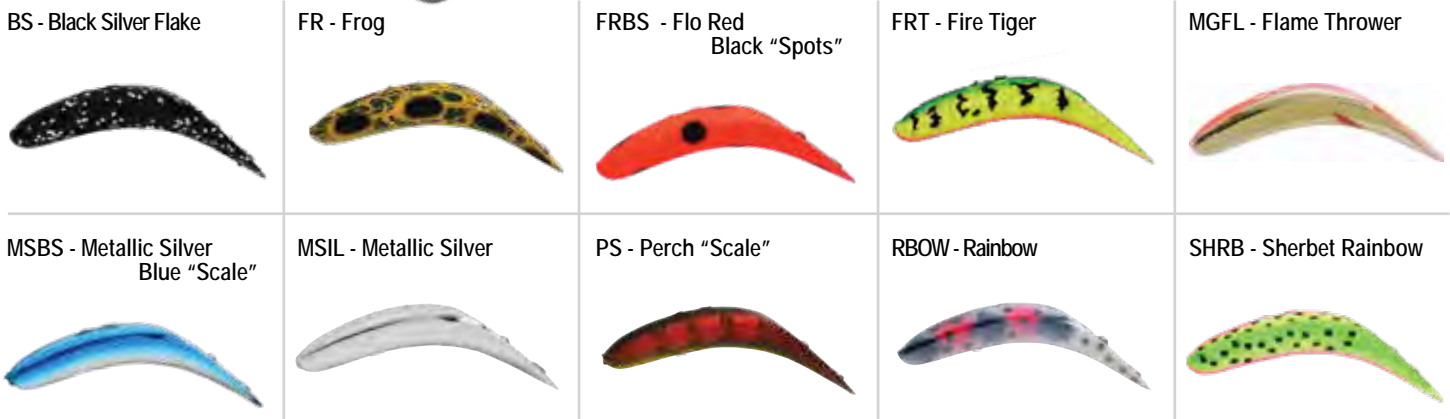 BS - Black Silver Flake
FR - Frog
FRBS - Flo Red
Black “Spots”
FRT - Fire Tiger
MGFL - Flame Thrower
MSBS - Metallic Silver
Blue “Scale”
MSIL - Metallic Silver
PS - Perch “Scale”
RBOW - Rainbow
SHRB - Sherbet Rainbow